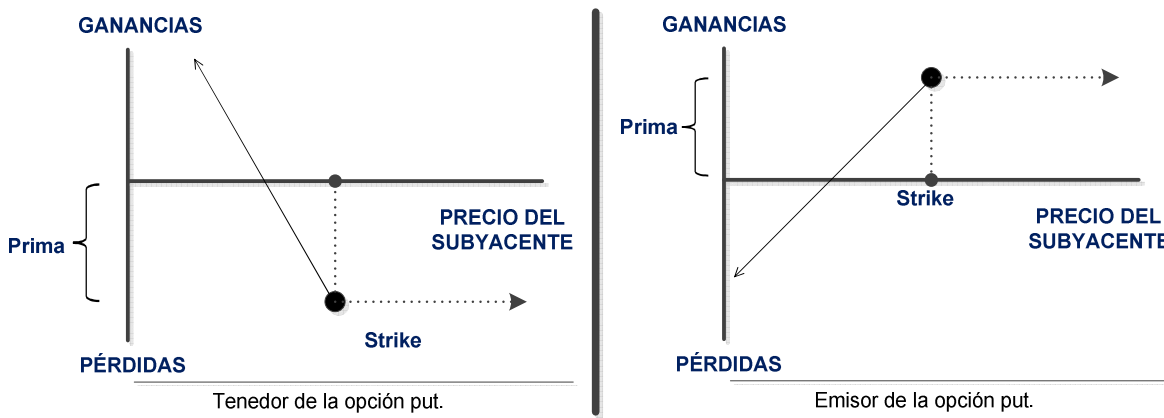 GANANCIAS
Prima
PRECIO DEL
SUBYACENTE
Strike
PÉRDIDAS
Tenedor de la opción put.
GANANCIAS
Prima
Strike
PRECIO DEL
SUBYACENTE
PÉRDIDAS
Emisor de la opción put.